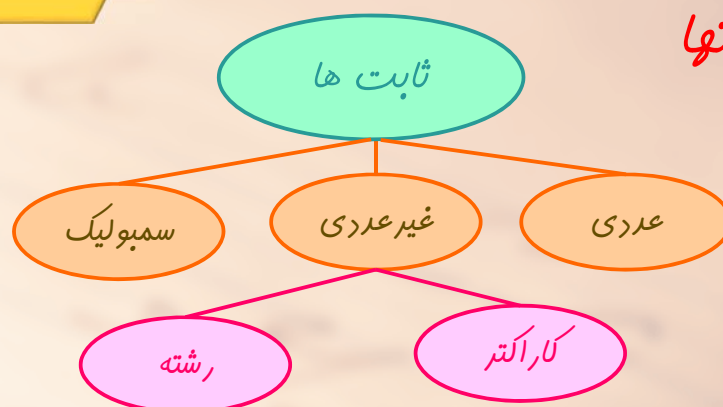 ثابت ها
عددی
غیرعددی
سمبولیک
کاراکتر
رشته